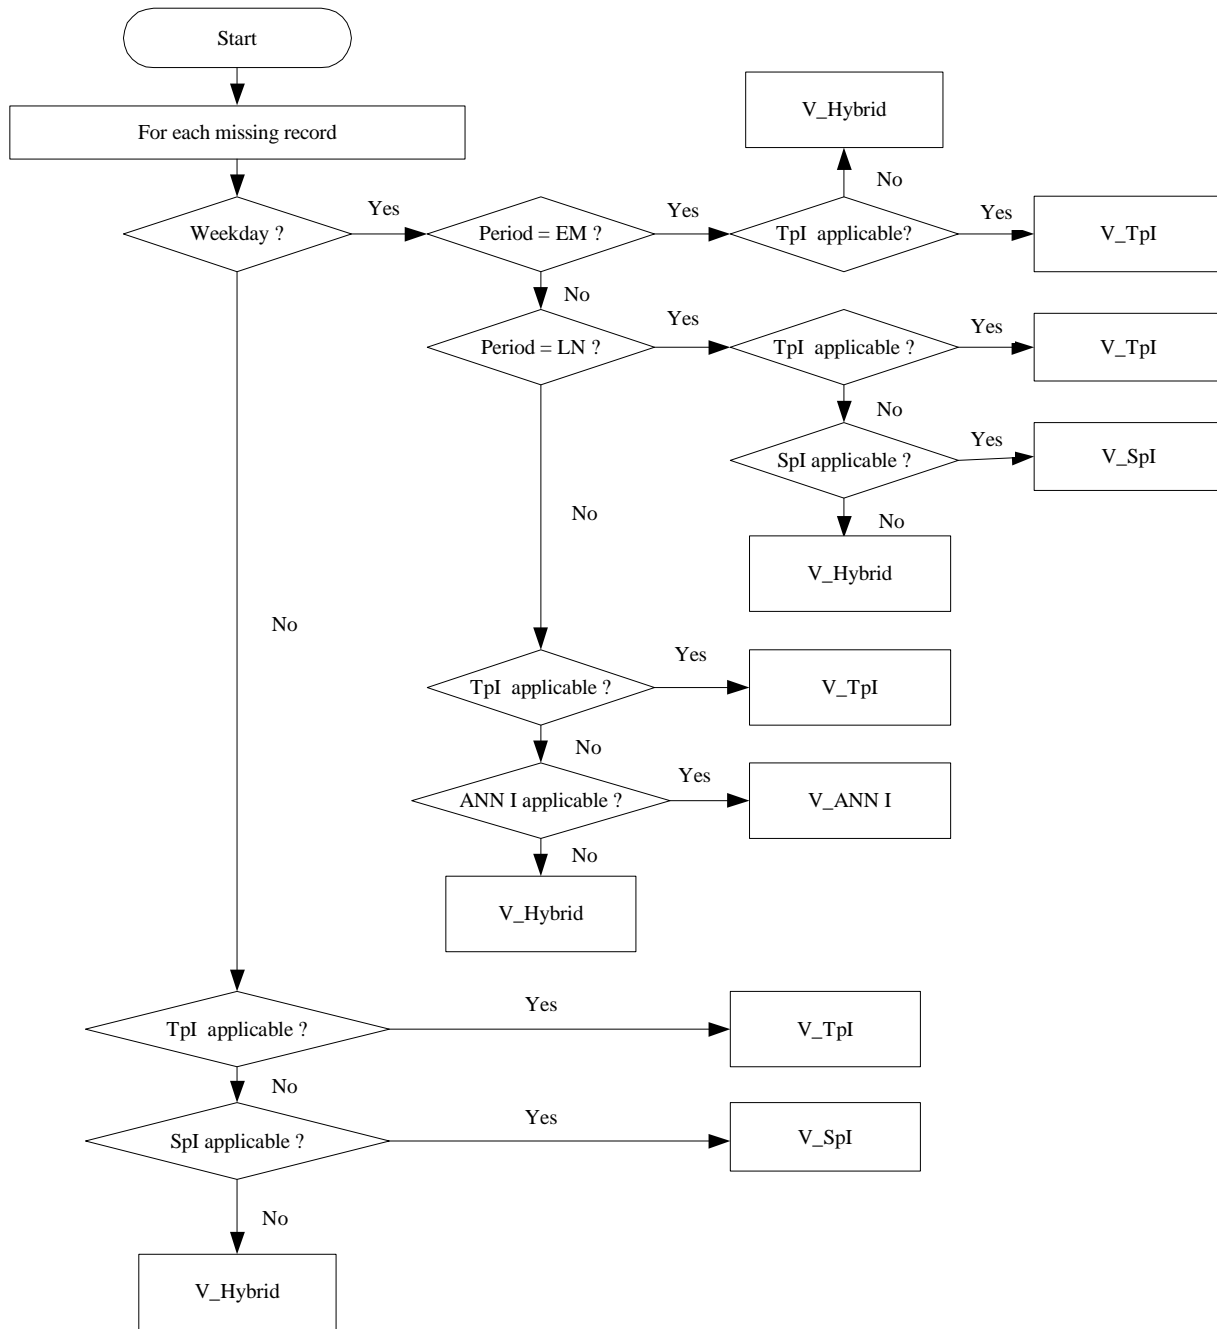 Start
For each missing record
V_Hybrid
No
Weekday ?
Yes
Period = EM ?
Yes
TpI applicable?
Yes
V_TpI
No
Period = LN ?
Yes
TpI applicable ?
Yes
V_TpI
No
SpI applicable ?
Yes
V_SpI
No
No
V_Hybrid
No
TpI applicable ?
Yes
V_TpI
No
ANN I applicable ?
Yes
V_ANN I
No
V_Hybrid
TpI applicable ?
Yes
V_TpI
No
SpI applicable ?
Yes
V_SpI
No
V_Hybrid